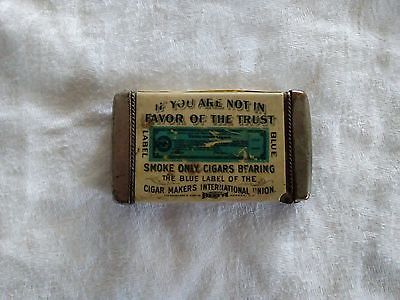 IF YOU ARE NOT IN
FAVOR OF THE TRUST
LABEL
BLUE
SMOKE ONLY CIGARS BEARING
THE BLUE LABEL OF THE
CIGAR MAKERS INTERNATIONAL UNION.